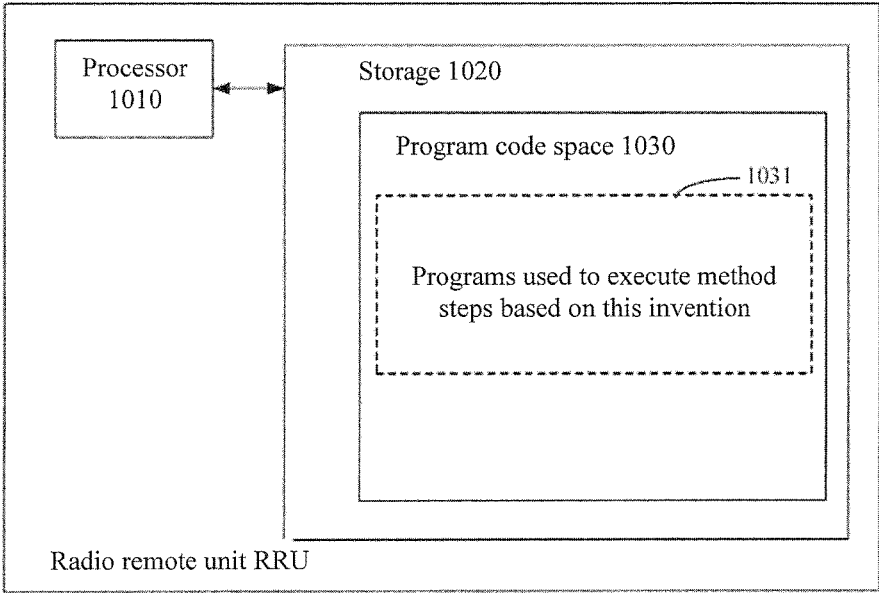 Processor
1010
Storage 1020
Program code space 1030
1031
Programs used to execute method
steps based on this invention
Radio remote unit RRU